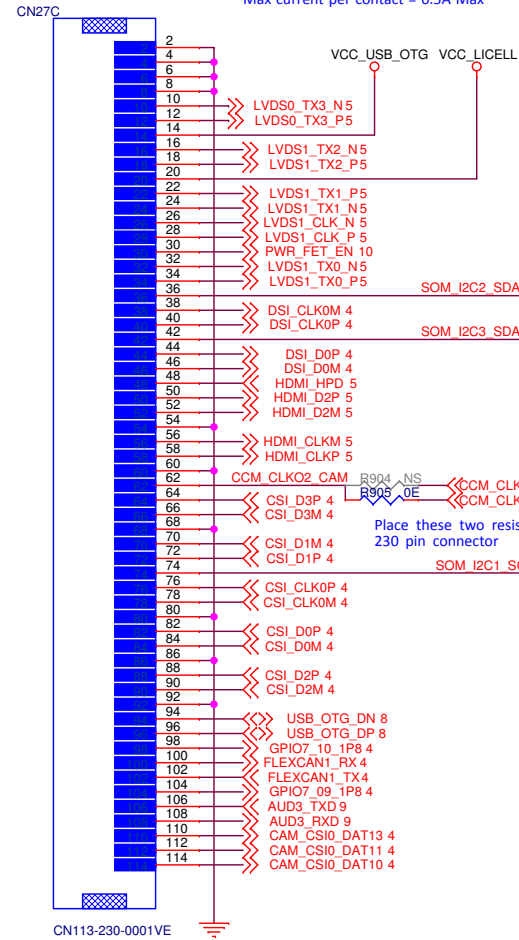 Max current per contact = 0.5A Max
CN27C
VCC_USB_OTG VCC_LICELL
2
4
6
8
10 LVDS0_TX3_N 5
12 LVDS0_TX3_P 5
14
16 LVDS1_TX2_N 5
18 LVDS1_TX2_P 5
20
22 LVDS1_TX1_P 5
24 LVDS1_TX1_N 5
26 LVDS1_CLK_N 5
28 LVDS1_CLK_P 5
30 PWR_FET_EN 10
32 LVDS1_TX0_N 5
34 LVDS1_TX0_P 5
36 SOM_I2C2_SDA
38 DSI_CLK0M 4
40 DSI_CLK0P 4
42 SOM_I2C3_SDA
44 DSI_D0P 4
46 DSI_D0M 4
48 HDMI_HPD 5
50 HDMI_D2P 5
52 HDMI_D2M 5
54
56 HDMI_CLKM 5
58 HDMI_CLKP 5
60
62 CCM_CLKO2_CAM R904 NS CCM_CLK
64 CSI_D3P 4 R905 0E CCM_CLK
66 CSI_D3M 4
68 Place these two resis
70 CSI_D1M 4 230 pin connector
72 CSI_D1P 4
74 SOM_I2C1_SC
76 CSI_CLK0P 4
78 CSI_CLK0M 4
80
82 CSI_D0P 4
84 CSI_D0M 4
86
88 CSI_D2P 4
90 CSI_D2M 4
92
94 USB_OTG_DN 8
96 USB_OTG_DP 8
98 GPIO7_10_1P8 4
100 FLEXCAN1_RX 4
102 FLEXCAN1_TX 4
104 GPIO7_09_1P8 4
106 AUD3_TXD 9
108 AUD3_RXD 9
110 CAM_CSI0_DAT13 4
112 CAM_CSI0_DAT11 4
114 CAM_CSI0_DAT10 4
CN113-230-0001VE